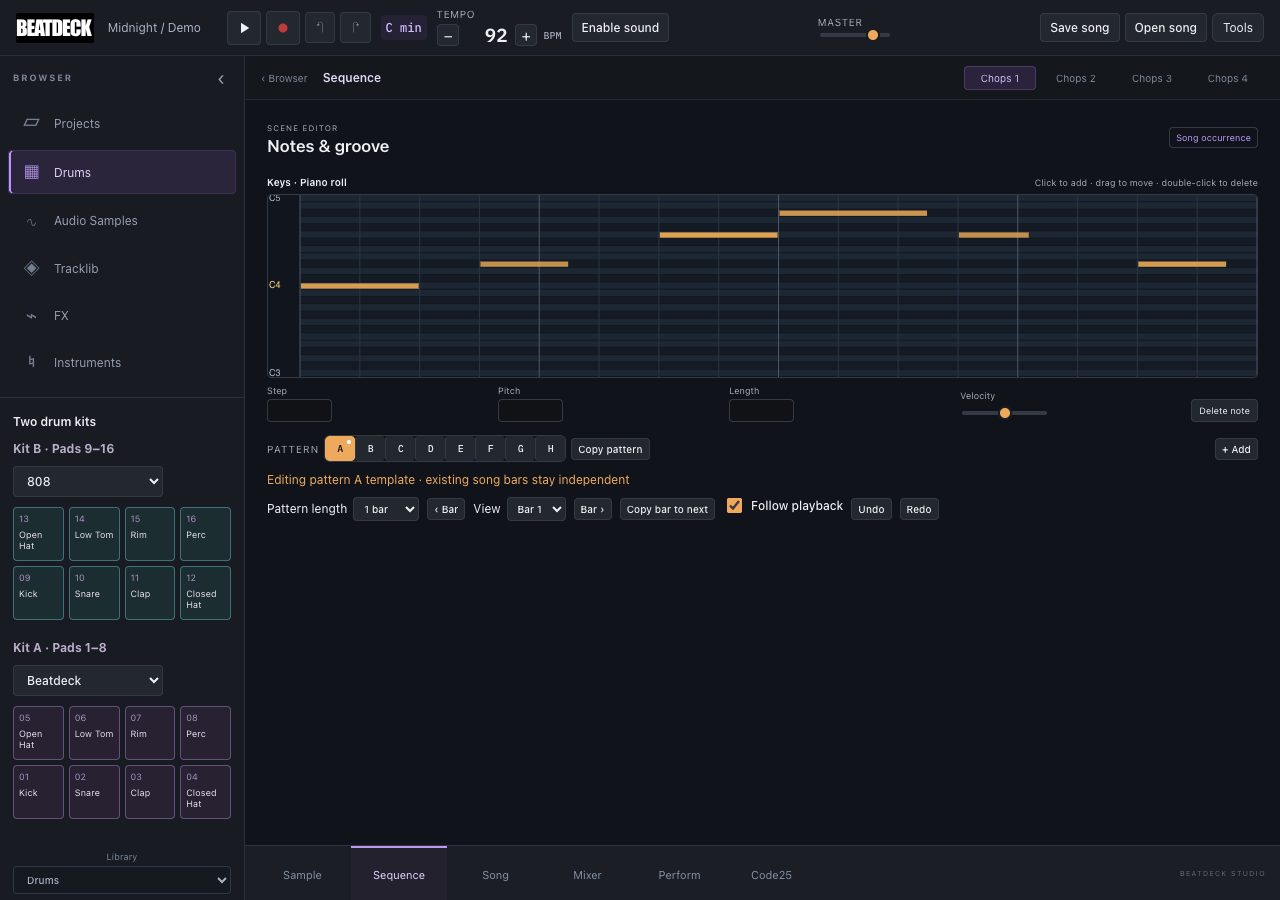 BEATDECK
Midnight / Demo
C min
TEMPO
− 92 + BPM
Enable sound
MASTER
Save song
Open song
Tools
BROWSER
Projects
Drums
Audio Samples
Tracklib
FX
Instruments
Two drum kits
Kit B · Pads 9–16
808
13 Open Hat
14 Low Tom
15 Rim
16 Perc
09 Kick
10 Snare
11 Clap
12 Closed Hat
Kit A · Pads 1–8
Beatdeck
05 Open Hat
06 Low Tom
07 Rim
08 Perc
01 Kick
02 Snare
03 Clap
04 Closed Hat
Library
Drums
‹ Browser
Sequence
Chops 1
Chops 2
Chops 3
Chops 4
SCENE EDITOR
Notes & groove
Song occurrence
Keys · Piano roll
Click to add · drag to move · double-click to delete
C5
C4
C3
Step
Pitch
Length
Velocity
Delete note
PATTERN
A
B
C
D
E
F
G
H
Copy pattern
+ Add
Editing pattern A template · existing song bars stay independent
Pattern length
1 bar
‹ Bar
View
Bar 1
Bar ›
Copy bar to next
Follow playback
Undo
Redo
Sample
Sequence
Song
Mixer
Perform
Code25
BEATDECK STUDIO